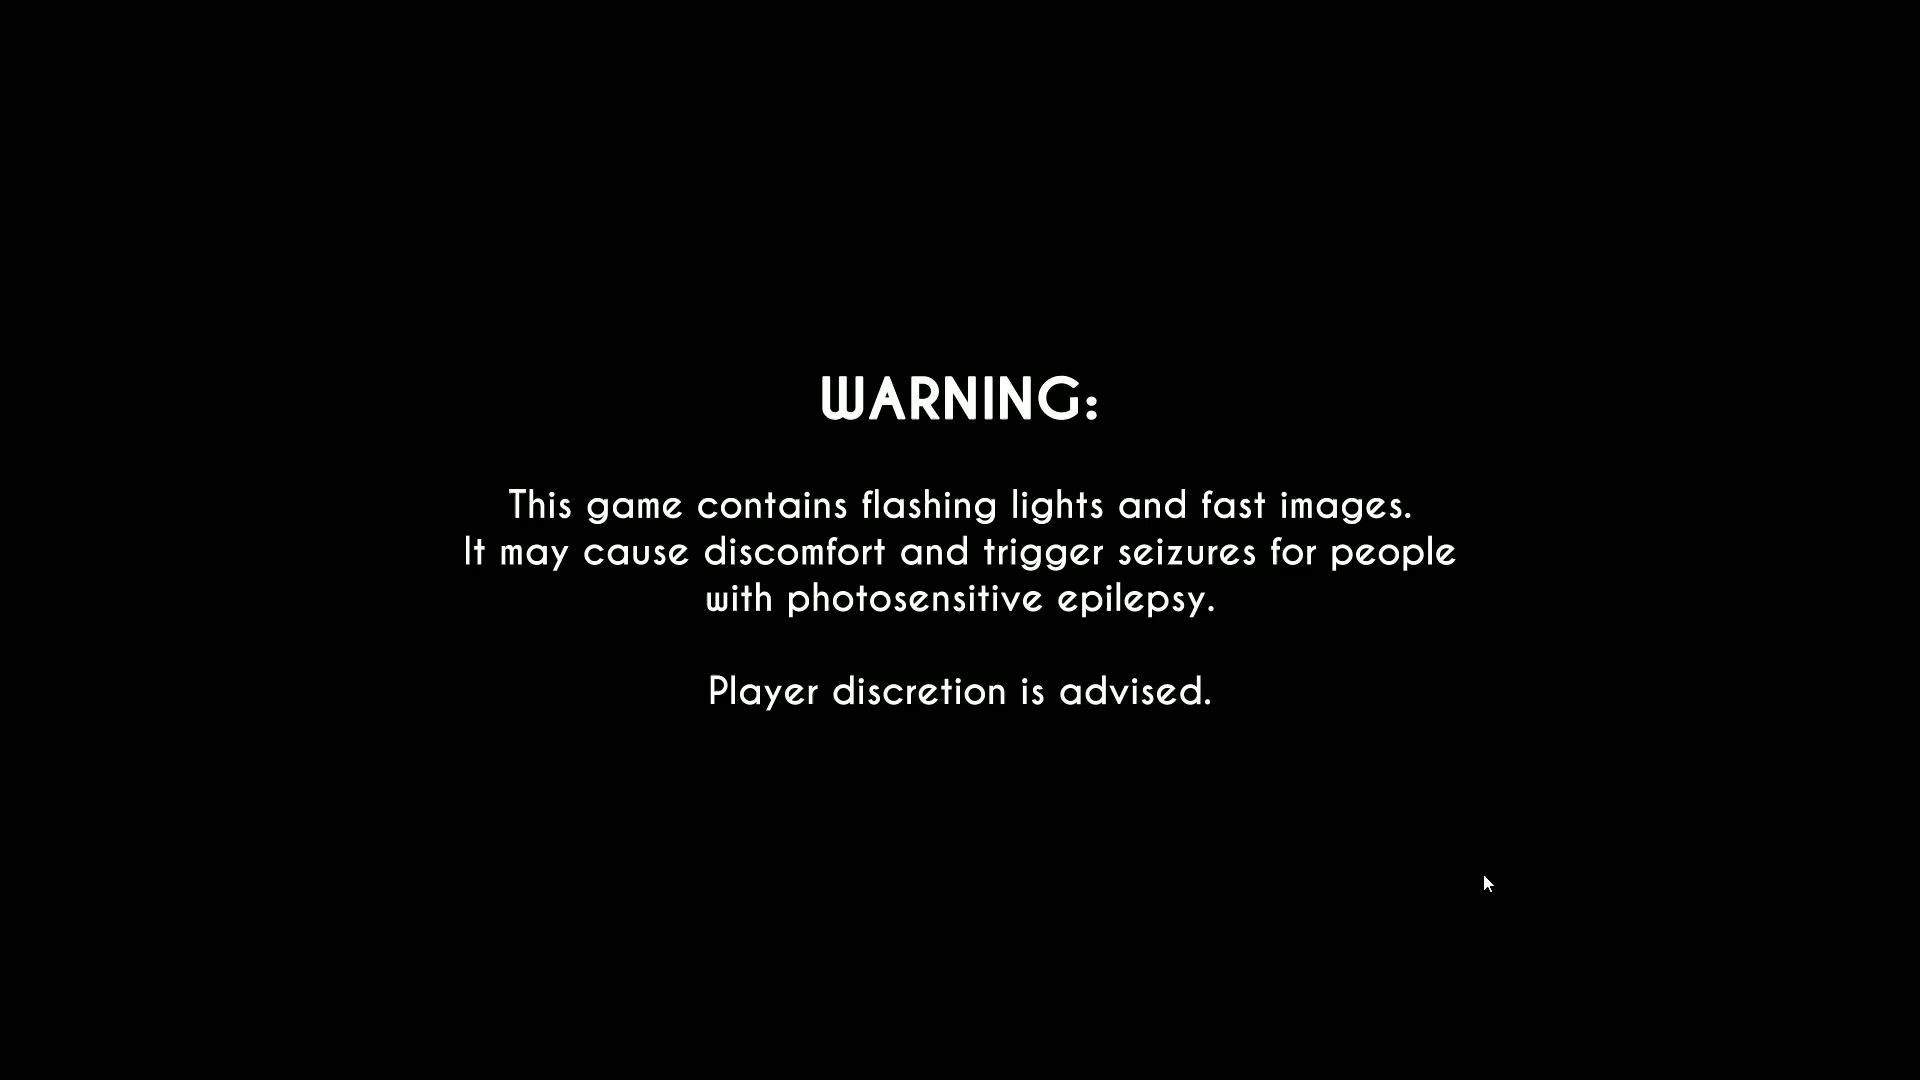 WARNING:
This game contains flashing lights and fast images.
It may cause discomfort and trigger seizures for people
with photosensitive epilepsy.
Player discretion is advised.